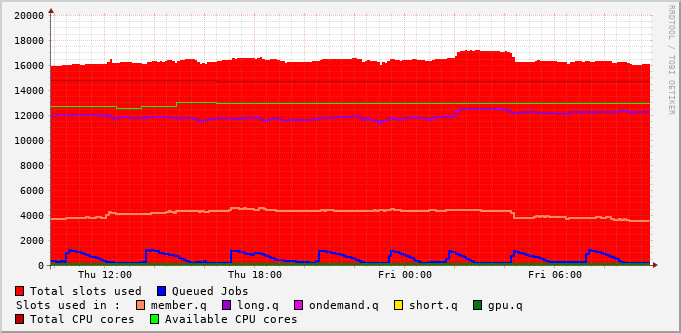 20000
18000
16000
14000
12000
10000
8000
6000
4000
2000
0
Thu 12:00 Thu 18:00 Fri 00:00 Fri 06:00
RRDTOOL / TOBI OETIKER
Total slots used Queued Jobs
Slots used in : member.q long.q ondemand.q short.q gpu.q
Total CPU cores Available CPU cores